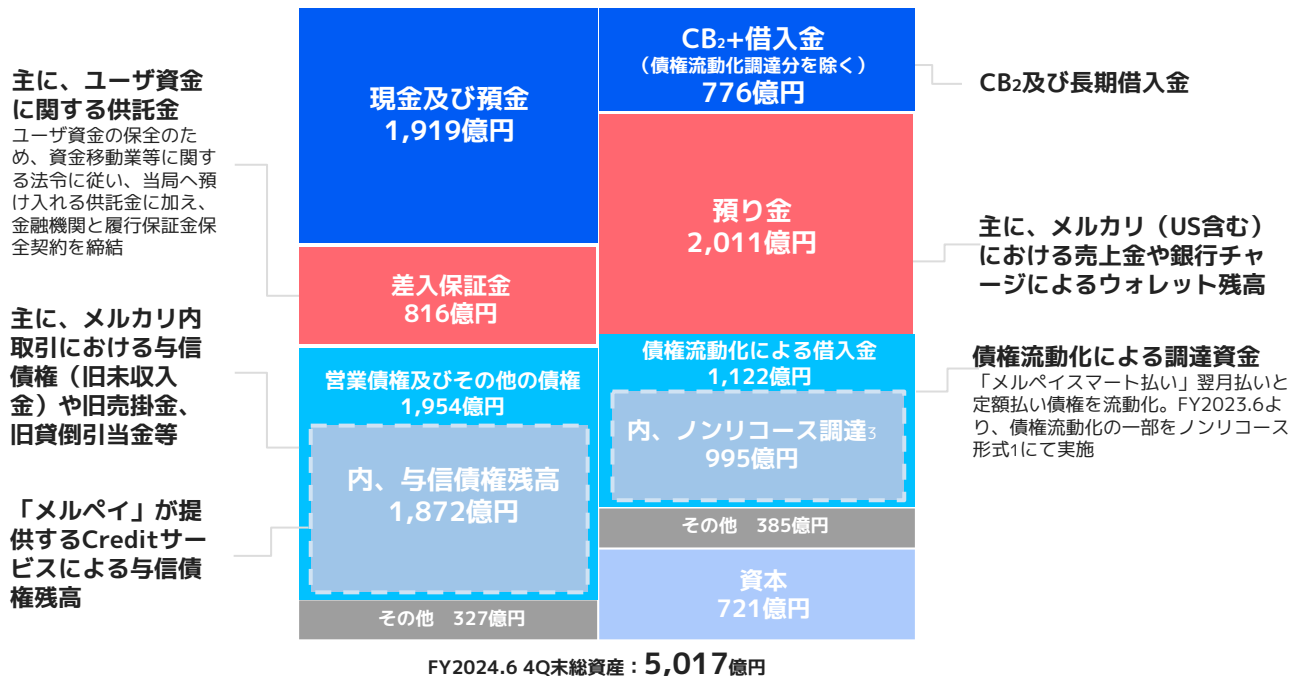 主に、ユーザ資金
に関する供託金
ユーザ資金の保全のた
め、資金移動業等に関す
る法令に従い、当局へ預
け入れる供託金に加え、
金融機関と履行保証金保
全契約を締結
主に、メルカリ内
取引における与信
債権（旧未収入
金）や旧売掛金、
旧貸倒引当金等
「メルペイ」が提
供するCreditサー
ビスによる与信債
権残高
現金及び預金
1,919億円
差入保証金
816億円
営業債権及びその他の債権
1,954億円
内、与信債権残高
1,872億円
その他　327億円
CB2+借入金
（債権流動化調達分を除く）
776億円
預り金
2,011億円
債権流動化による借入金
1,122億円
内、ノンリコース調達3
995億円
その他　385億円
資本
721億円
CB2及び長期借入金
主に、メルカリ（US含む）
における売上金や銀行チャ
ージによるウォレット残高
債権流動化による調達資金
「メルペイスマート払い」翌月払いと
定額払い債権を流動化。FY2023.6よ
り、債権流動化の一部をノンリコース
形式1にて実施
FY2024.6 4Q末総資産：5,017億円